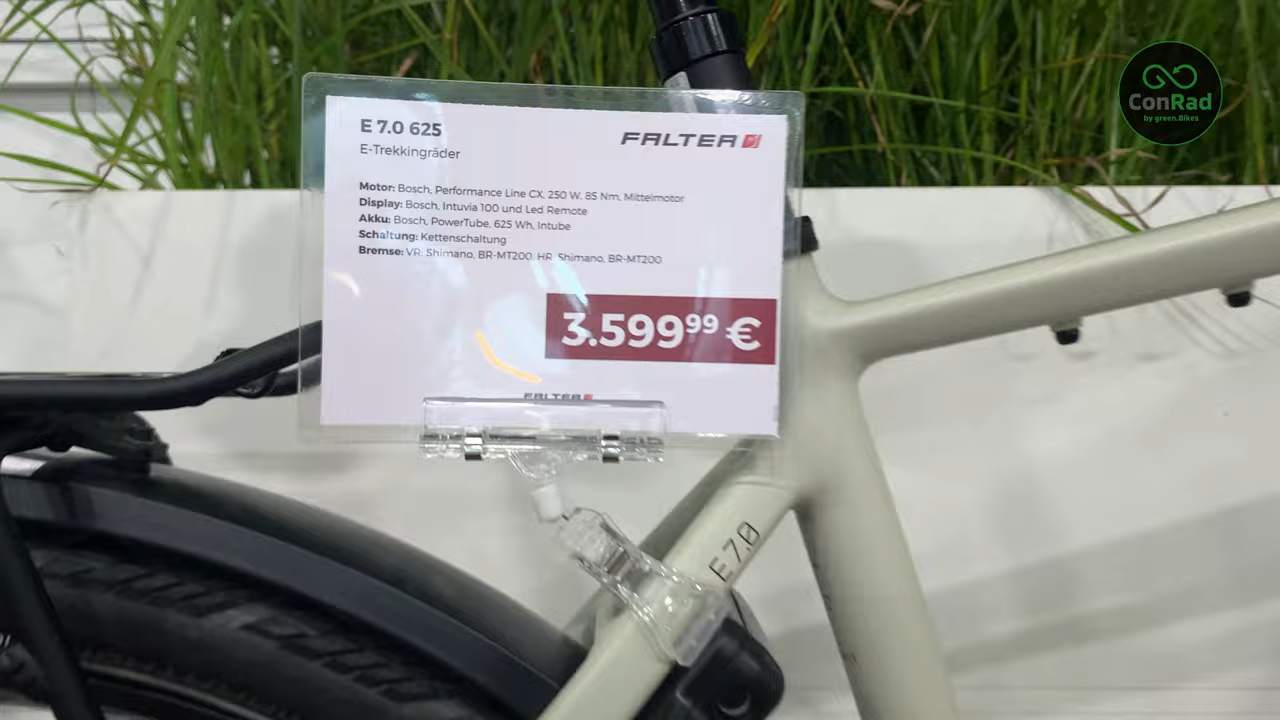 E 7.0 625
FALTER
E-Trekkingräder
Motor: Bosch, Performance Line CX, 250 W, 85 Nm, Mittelmotor
Display: Bosch, Intuvia 100 und Led Remote
Akku: Bosch, PowerTube, 625 Wh, Intube
Schaltung: Kettenschaltung
Bremse: VR: Shimano, BR-MT200, HR: Shimano, BR-MT200
3.599⁹⁹ €
FALTER
E 7.0
ConRad
by green.Bikes